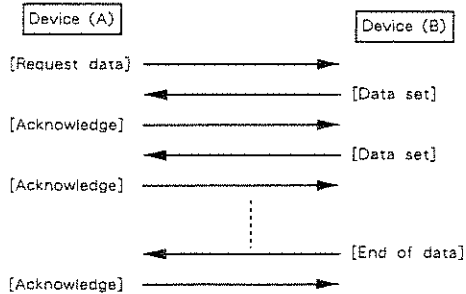 Device (A)
Device (B)
[Request data]
[Data set]
[Acknowledge]
[Data set]
[Acknowledge]
[End of data]
[Acknowledge]